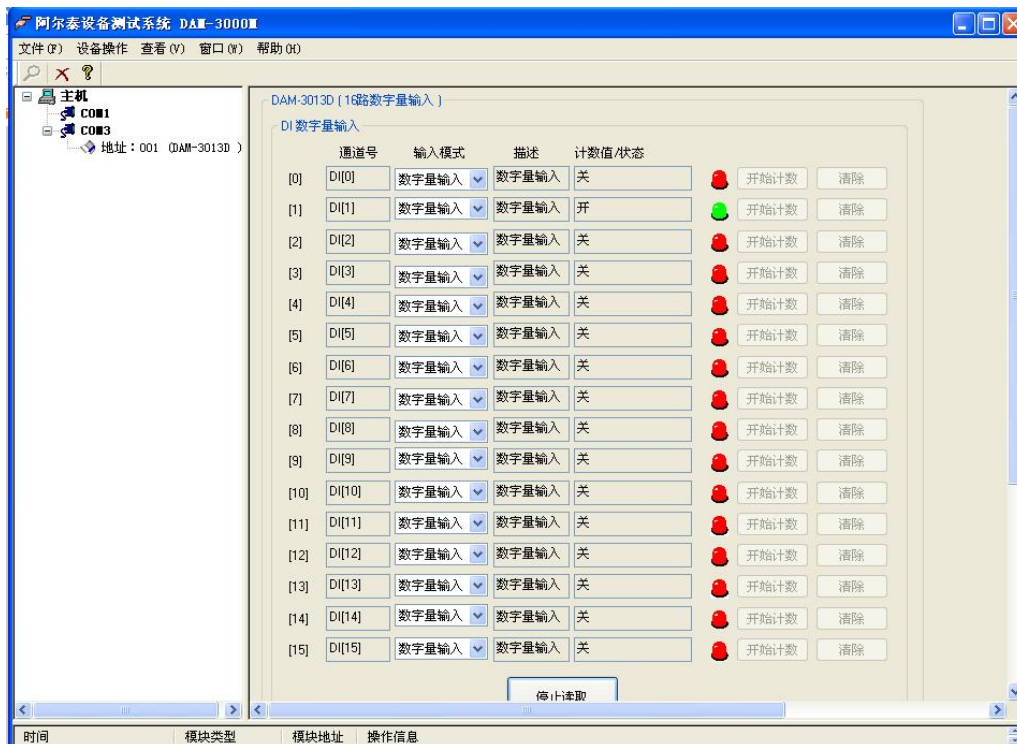 阿尔泰设备测试系统 DAM-3000M
文件(F) 设备操作 查看(V) 窗口(W) 帮助(H)
主机
COM1
COM3
地址：001 (DAM-3013D )
DAM-3013D ( 16路数字量输入 )
DI 数字量输入
通道号 输入模式 描述 计数值/状态
[0] DI[0] 数字量输入 数字量输入 关 开始计数 清除
[1] DI[1] 数字量输入 数字量输入 开 开始计数 清除
[2] DI[2] 数字量输入 数字量输入 关 开始计数 清除
[3] DI[3] 数字量输入 数字量输入 关 开始计数 清除
[4] DI[4] 数字量输入 数字量输入 关 开始计数 清除
[5] DI[5] 数字量输入 数字量输入 关 开始计数 清除
[6] DI[6] 数字量输入 数字量输入 关 开始计数 清除
[7] DI[7] 数字量输入 数字量输入 关 开始计数 清除
[8] DI[8] 数字量输入 数字量输入 关 开始计数 清除
[9] DI[9] 数字量输入 数字量输入 关 开始计数 清除
[10] DI[10] 数字量输入 数字量输入 关 开始计数 清除
[11] DI[11] 数字量输入 数字量输入 关 开始计数 清除
[12] DI[12] 数字量输入 数字量输入 关 开始计数 清除
[13] DI[13] 数字量输入 数字量输入 关 开始计数 清除
[14] DI[14] 数字量输入 数字量输入 关 开始计数 清除
[15] DI[15] 数字量输入 数字量输入 关 开始计数 清除
停止读取
时间 模块类型 模块地址 操作信息